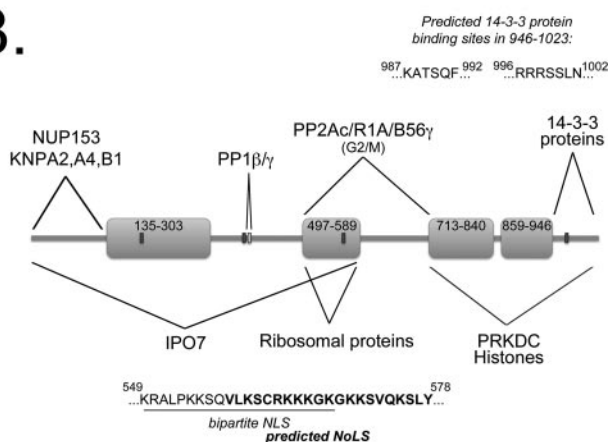 B.
Predicted 14-3-3 protein
binding sites in 946-1023:
987...KATSQF...992 996...RRRSSLN...1002
NUP153
KNPA2,A4,B1
PP1β/γ
PP2Ac/R1A/B56γ
(G2/M)
14-3-3
proteins
135-303
497-589
713-840
859-946
IPO7
Ribosomal proteins
PRKDC
Histones
549...KRALPKKSQVLKSCRKKKGKGKKSVQKSLY...578
bipartite NLS
predicted NoLS